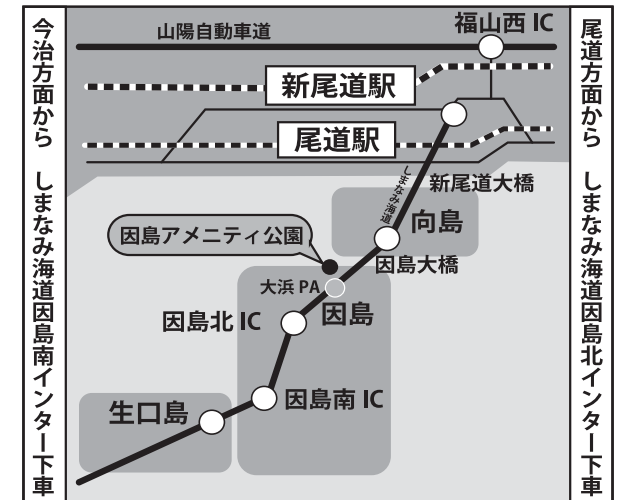 今治方面から　しまなみ海道因島南インター下車
山陽自動車道
福山西 IC
新尾道駅
尾道駅
しまなみ海道
新尾道大橋
向島
因島アメニティ公園
因島大橋
大浜 PA
因島
因島北 IC
因島南 IC
生口島
尾道方面から　しまなみ海道因島北インター下車